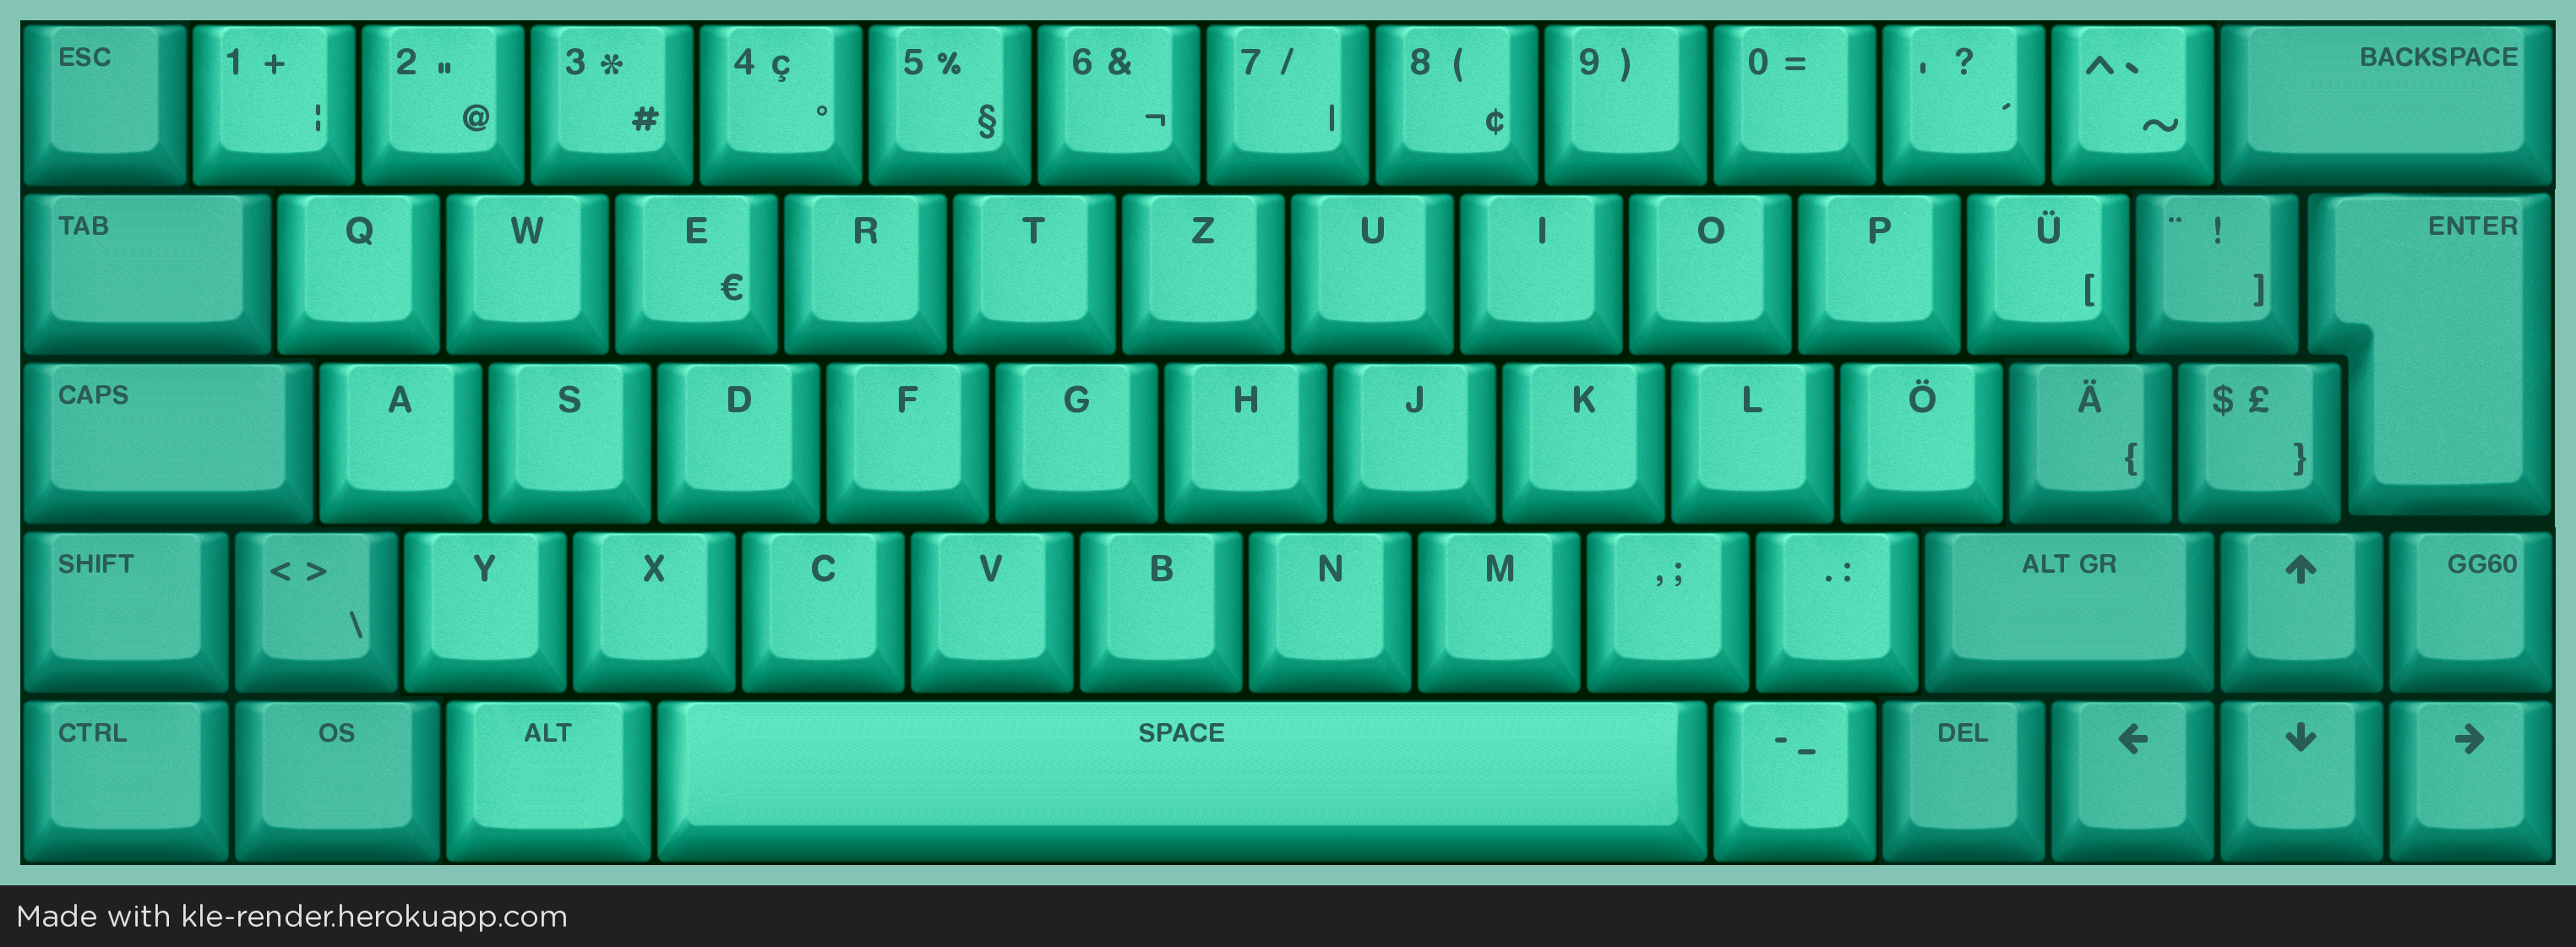 ESC 1 + ¦ 2 " @ 3 * # 4 ç ° 5 % § 6 & ¬ 7 / | 8 ( ¢ 9 ) 0 = ' ? ´ ^ ` ~ BACKSPACE
TAB Q W E € R T Z U I O P Ü [ ¨ ! ] ENTER
CAPS A S D F G H J K L Ö Ä { $ £ }
SHIFT < > \ Y X C V B N M , ; . : ALT GR ↑ GG60
CTRL OS ALT SPACE - _ DEL ← ↓ →
Made with kle-render.herokuapp.com